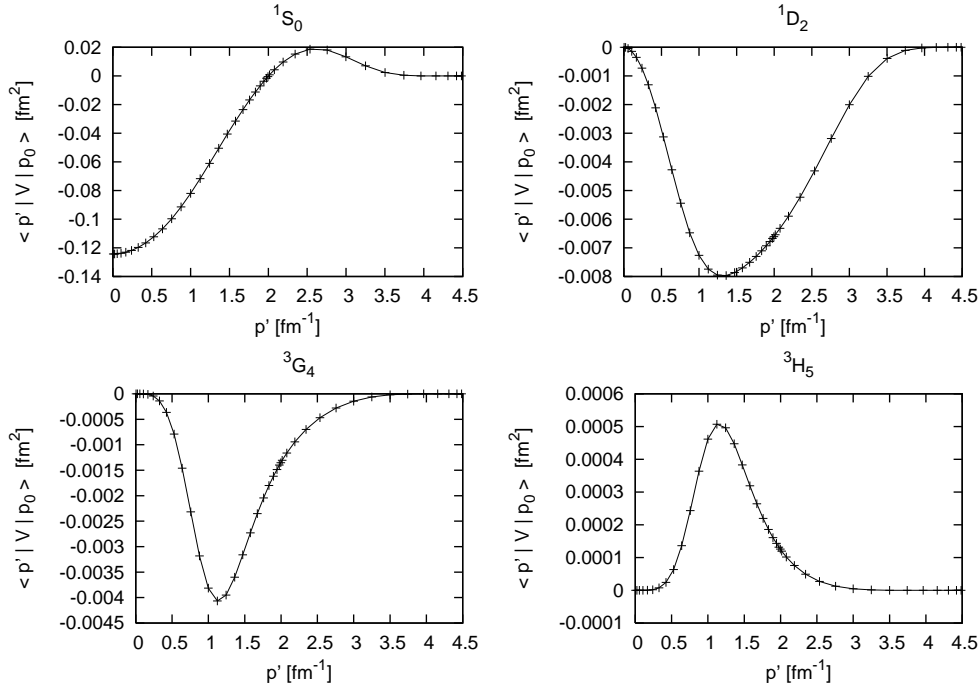 ¹S₀
0.02
0
-0.02
-0.04
-0.06
-0.08
-0.1
-0.12
-0.14
< p' | V | p₀ > [fm²]
0 0.5 1 1.5 2 2.5 3 3.5 4 4.5
p' [fm⁻¹]
¹D₂
0
-0.001
-0.002
-0.003
-0.004
-0.005
-0.006
-0.007
-0.008
< p' | V | p₀ > [fm²]
0 0.5 1 1.5 2 2.5 3 3.5 4 4.5
p' [fm⁻¹]
³G₄
0
-0.0005
-0.001
-0.0015
-0.002
-0.0025
-0.003
-0.0035
-0.004
-0.0045
< p' | V | p₀ > [fm²]
0 0.5 1 1.5 2 2.5 3 3.5 4 4.5
p' [fm⁻¹]
³H₅
0.0006
0.0005
0.0004
0.0003
0.0002
0.0001
0
-0.0001
< p' | V | p₀ > [fm²]
0 0.5 1 1.5 2 2.5 3 3.5 4 4.5
p' [fm⁻¹]